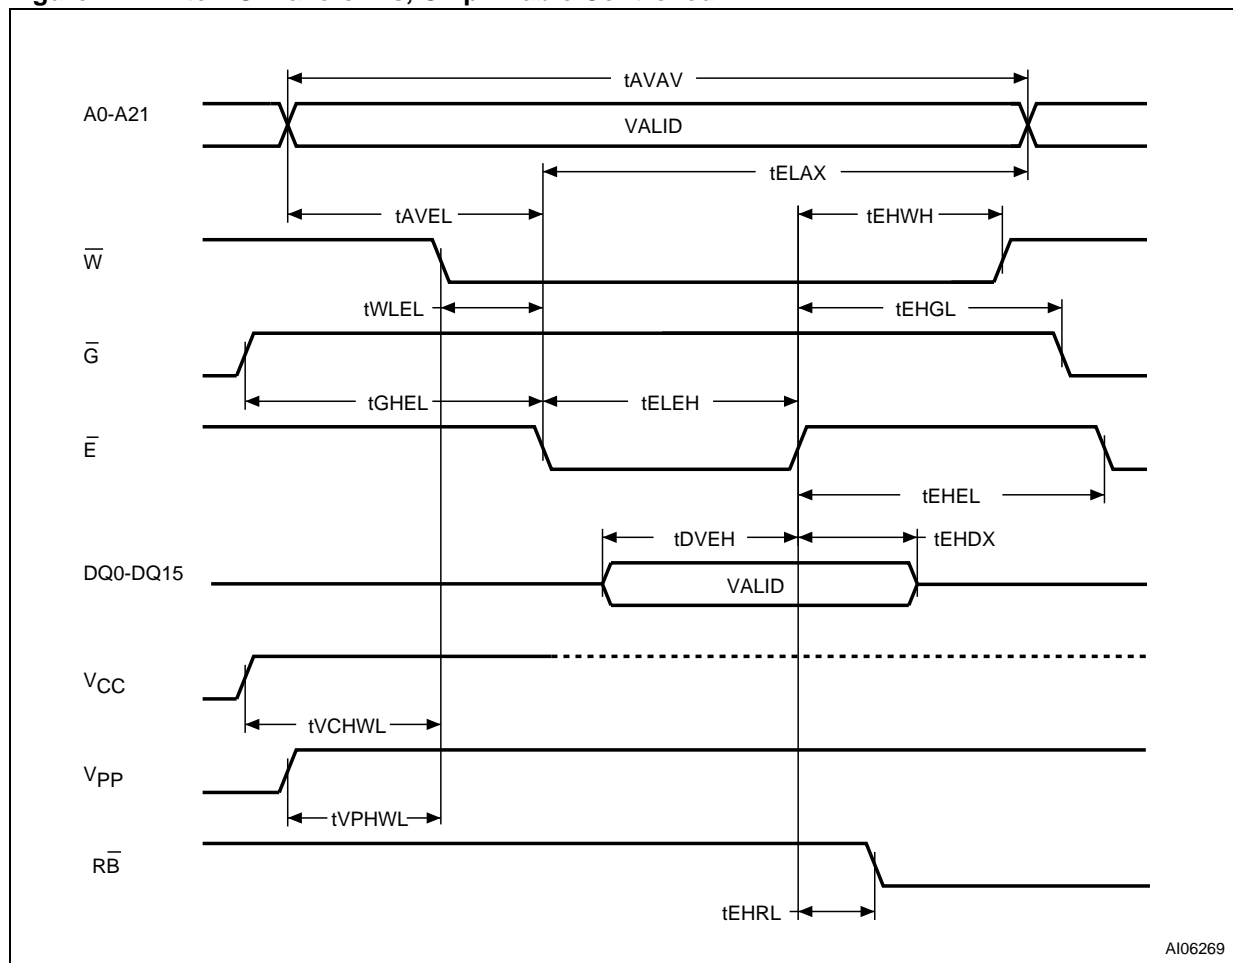 tAVAV
A0-A21
VALID
tELAX
tAVEL
tEHWH
W̅
tWLEL
tEHGL
G̅
tGHEL
tELEH
E̅
tEHEL
tDVEH
tEHDX
DQ0-DQ15
VALID
VCC
tVCHWL
VPP
tVPHWL
RB̅
tEHRL
AI06269